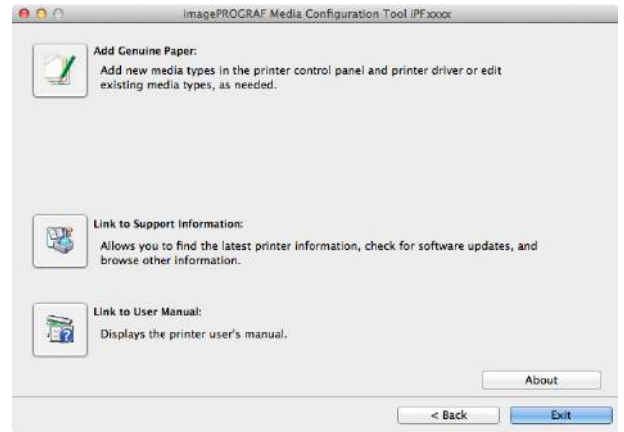 imagePROGRAF Media Configuration Tool iPFxxxx
Add Genuine Paper:
Add new media types in the printer control panel and printer driver or edit
existing media types, as needed.
Link to Support Information:
Allows you to find the latest printer information, check for software updates, and
browse other information.
Link to User Manual:
Displays the printer user's manual.
About
< Back
Exit